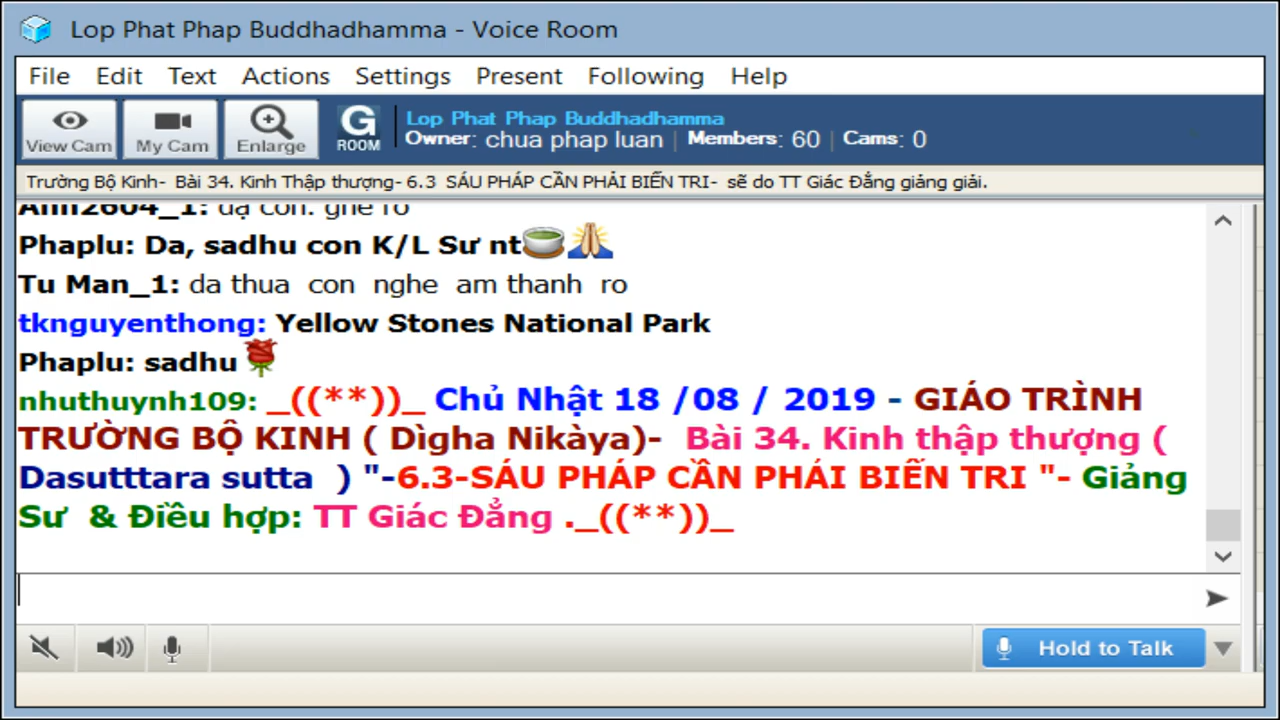 Lop Phat Phap Buddhadhamma - Voice Room
File Edit Text Actions Settings Present Following Help
View Cam My Cam Enlarge G ROOM
Lop Phat Phap Buddhadhamma
Owner: chua phap luan | Members: 60 | Cams: 0
Trường Bộ Kinh- Bài 34. Kinh Thập thượng- 6.3 SÁU PHÁP CẦN PHẢI BIẾN TRI- sẽ do TT Giác Đẳng giảng giải.
Anh2604_1: dạ con. ghe ro
Phaplu: Da, sadhu con K/L Sư nt
Tu Man_1: da thua con nghe am thanh ro
tknguyenthong: Yellow Stones National Park
Phaplu: sadhu
nhuthuynh109: _((**))_ Chủ Nhật 18 /08 / 2019 - GIÁO TRÌNH
TRƯỜNG BỘ KINH ( Dìgha Nikàya)- Bài 34. Kinh thập thượng (
Dasutttara sutta ) "-6.3-SÁU PHÁP CẦN PHẢI BIẾN TRI "- Giảng
Sư & Điều hợp: TT Giác Đẳng ._((**))_
Hold to Talk